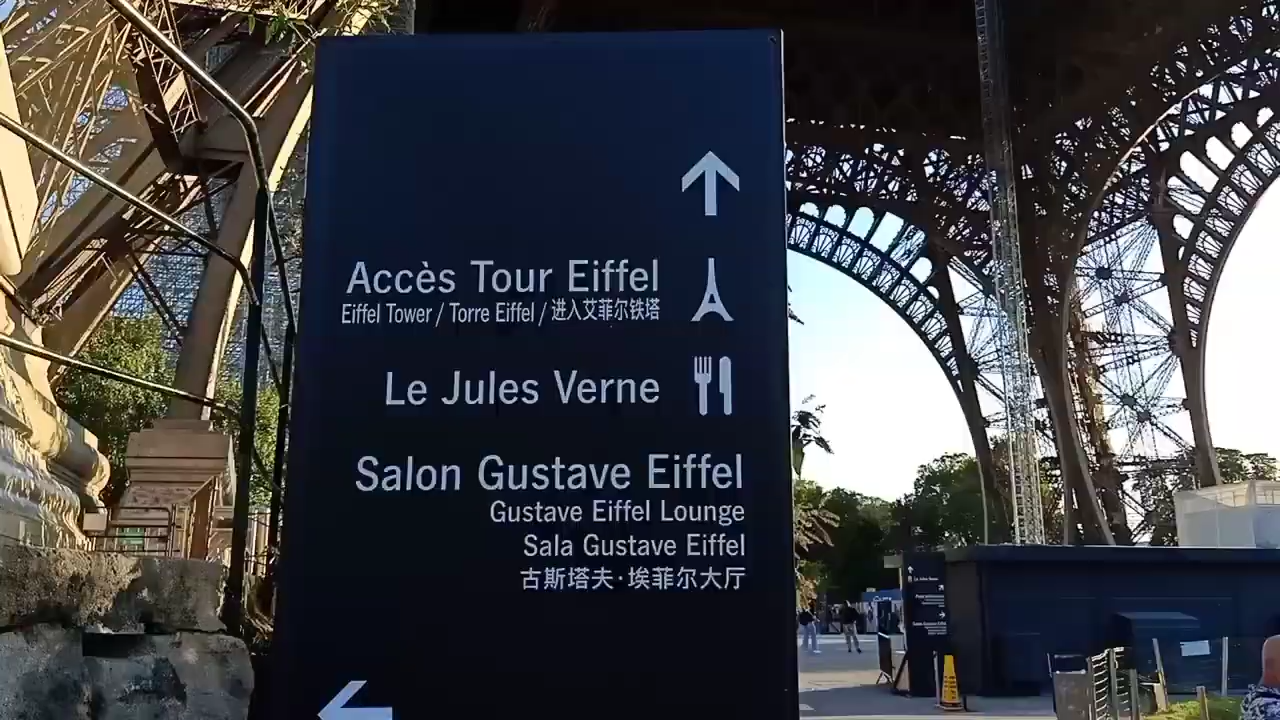 Accès Tour Eiffel
Eiffel Tower / Torre Eiffel / 进入艾菲尔铁塔
Le Jules Verne
Salon Gustave Eiffel
Gustave Eiffel Lounge
Sala Gustave Eiffel
古斯塔夫·埃菲尔大厅